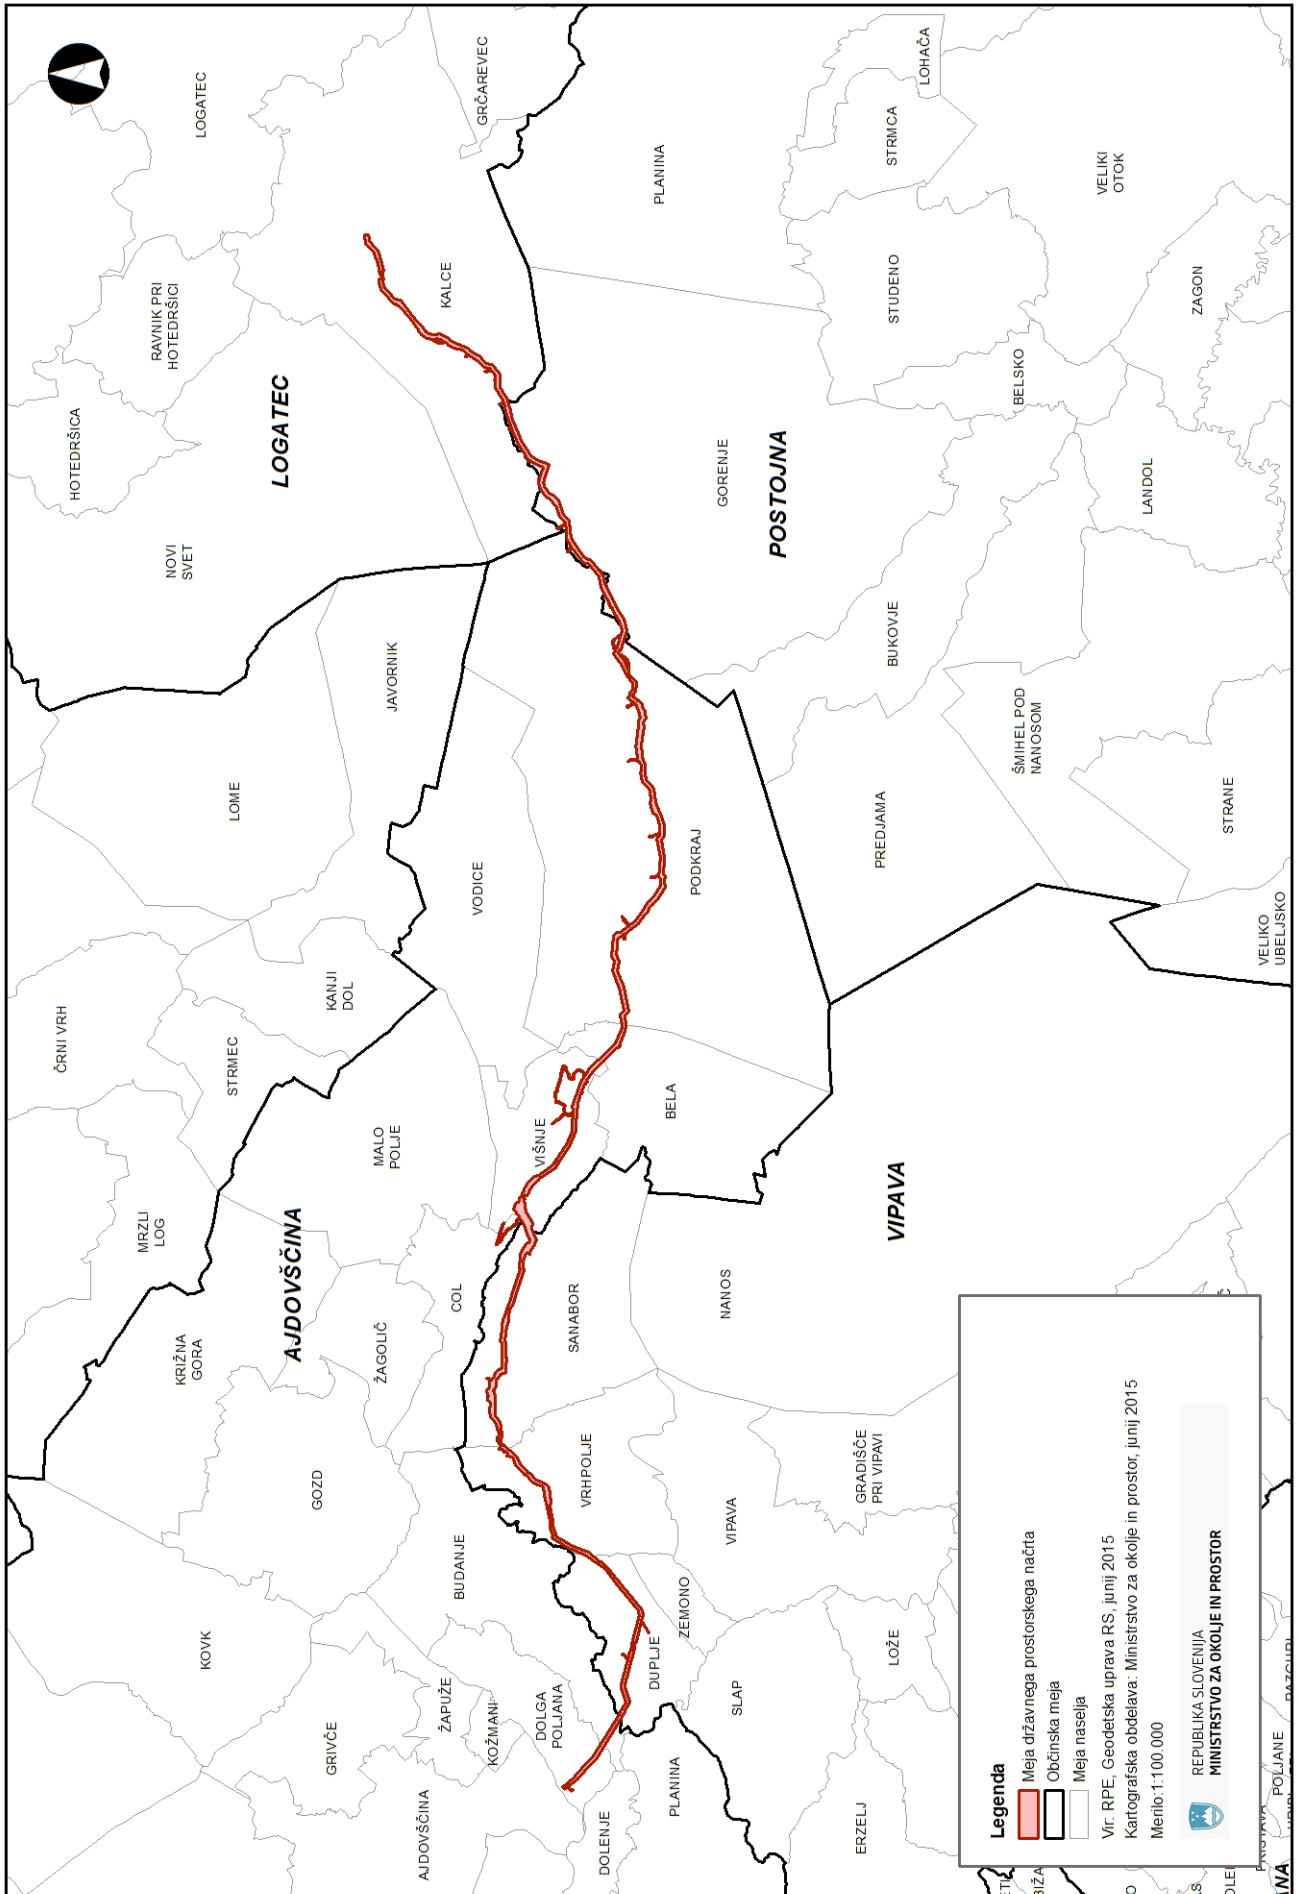 LOGATEC
GRČAREVEC
LOHAČA
STRMCA
PLANINA
VELIKI
OTOK
RAVNIK PRI
HOTEDRŠICI
KALCE
STUDENO
ZAGON
HOTEDRŠICA
LOGATEC
BELSKO
GORENJE
POSTOJNA
LANDOL
NOVI
SVET
JAVORNIK
BUKOVJE
ŠMIHEL POD
NANOSOM
LOME
VODICE
PODKRAJ
PREDJAMA
STRANE
VELIKO
UBELJSKO
ČRNI VRH
KANJI
DOL
STRMEC
BELA
MALO
POLJE
VIŠNJE
MRZLI
LOG
AJDOVŠČINA
VIPAVA
COL
SANABOR
NANOS
KRIŽNA
GORA
ŽAGOLIČ
GOZD
VRHPOLJE
VIPAVA
GRADIŠČE
PRI VIPAVI
BUDANJE
ZEMONO
KOVK
DUPLJE
LOŽE
SLAP
GRIVČE
ŽAPUŽE
KOŽMANI
DOLGA
POLJANA
PLANINA
AJDOVŠČINA
DOLENJE
ERZELJ
POLJANE
Legenda
Meja državnega prostorskega načrta
Občinska meja
Meja naselja
Vir: RPE, Geodetska uprava RS, junij 2015
Kartografska obdelava: Ministrstvo za okolje in prostor, junij 2015
Merilo:1:100.000
REPUBLIKA SLOVENIJA
MINISTRSTVO ZA OKOLJE IN PROSTOR